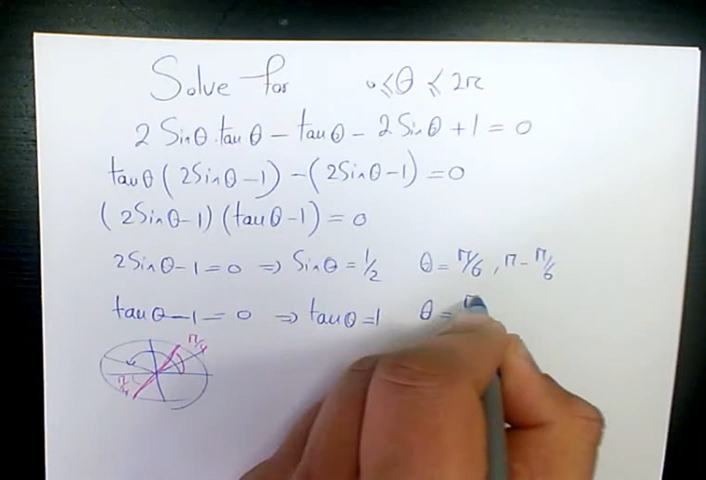 Solve for 0 ≤ θ ≤ 2π
2 Sinθ.tanθ - tanθ - 2 Sinθ + 1 = 0
tanθ (2Sinθ-1) - (2Sinθ-1) = 0
(2Sinθ-1) (tanθ-1) = 0
2Sinθ-1 = 0 ⇒ Sinθ = 1/2 θ = π/6 , π - π/6
tanθ-1 = 0 ⇒ tanθ = 1 θ =
π/4
π/4